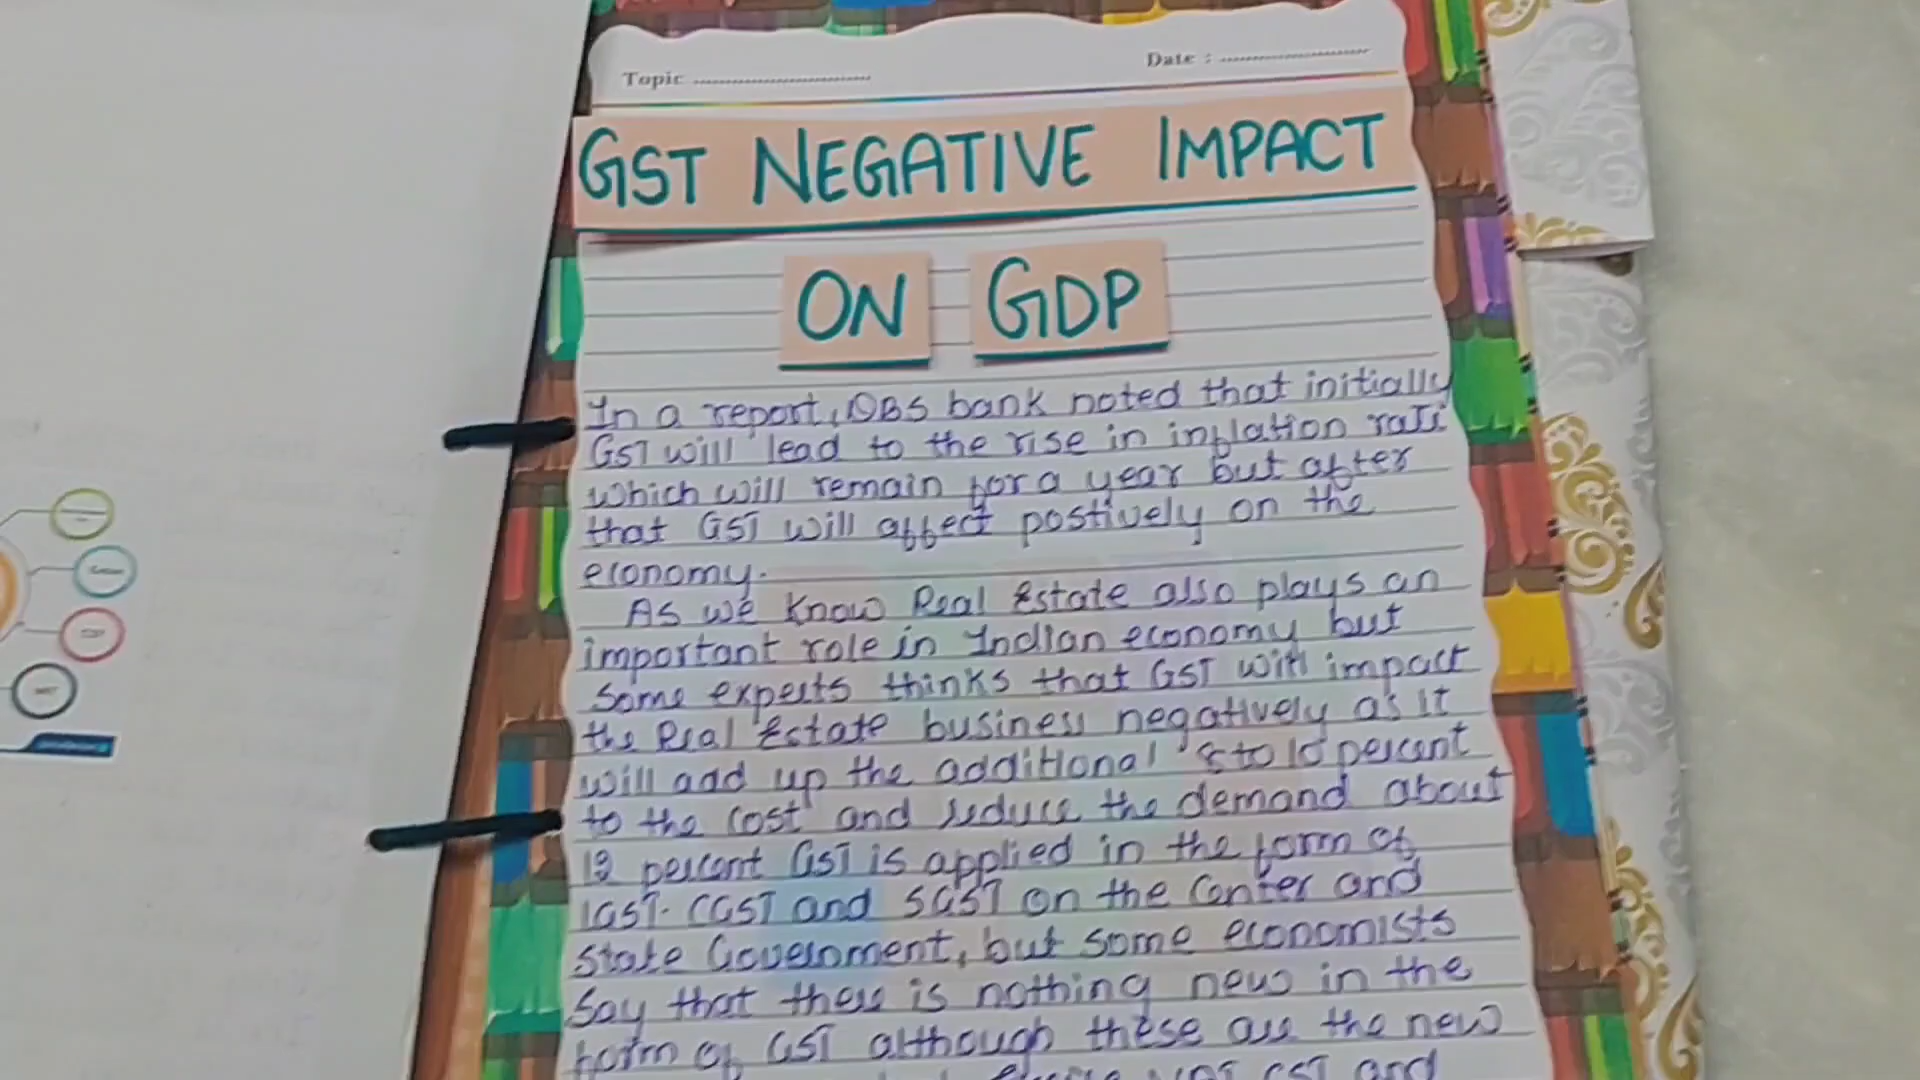 Topic
Date :
GST NEGATIVE IMPACT
ON GDP
In a report, DBS bank noted that initially
GST will lead to the rise in inflation rate
which will remain for a year but after
that GST will affect postively on the
economy.
As we know Real Estate also plays an
important role in Indian economy but
some experts thinks that GST will impact
the Real Estate business negatively as it
will add up the additional 8 to 10 percent
to the cost and reduce the demand about
12 percent GST is applied in the form of
IGST. CGST and SGST on the Center and
state Government, but some economists
say that there is nothing new in the
form of GST although these are the new
VAT CST and